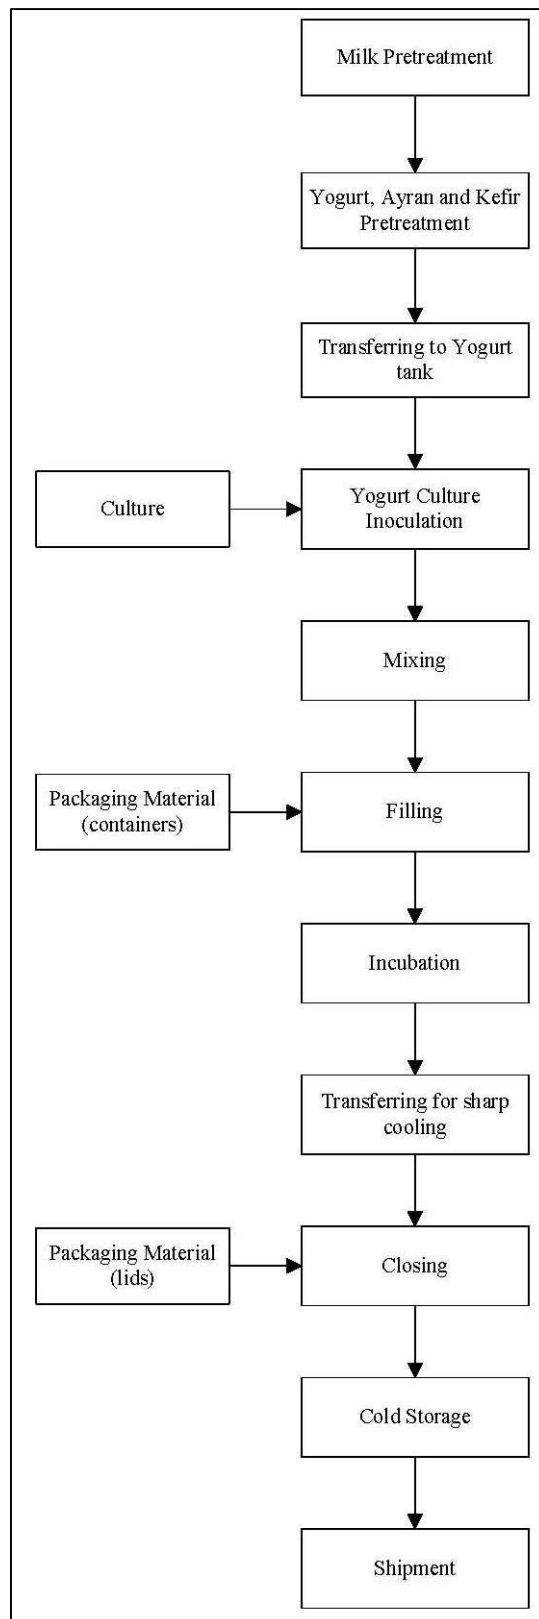 Milk Pretreatment
Yogurt, Ayran and Kefir
Pretreatment
Transferring to Yogurt
tank
Culture
Yogurt Culture
Inoculation
Mixing
Packaging Material
(containers)
Filling
Incubation
Transferring for sharp
cooling
Packaging Material
(lids)
Closing
Cold Storage
Shipment